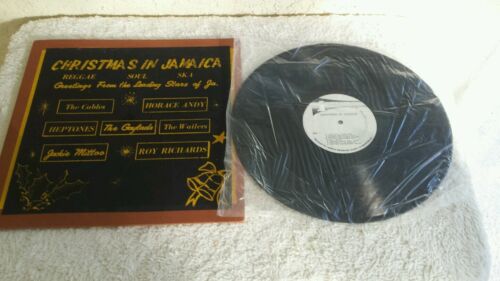 CHRISTMAS IN JAMAICA
REGGAE SOUL SKA
Greetings From the Leading Stars of Ja.
The Cables HORACE ANDY
HEPTONES The Gaylads The Wailers
Jackie Mittoo ROY RICHARDS